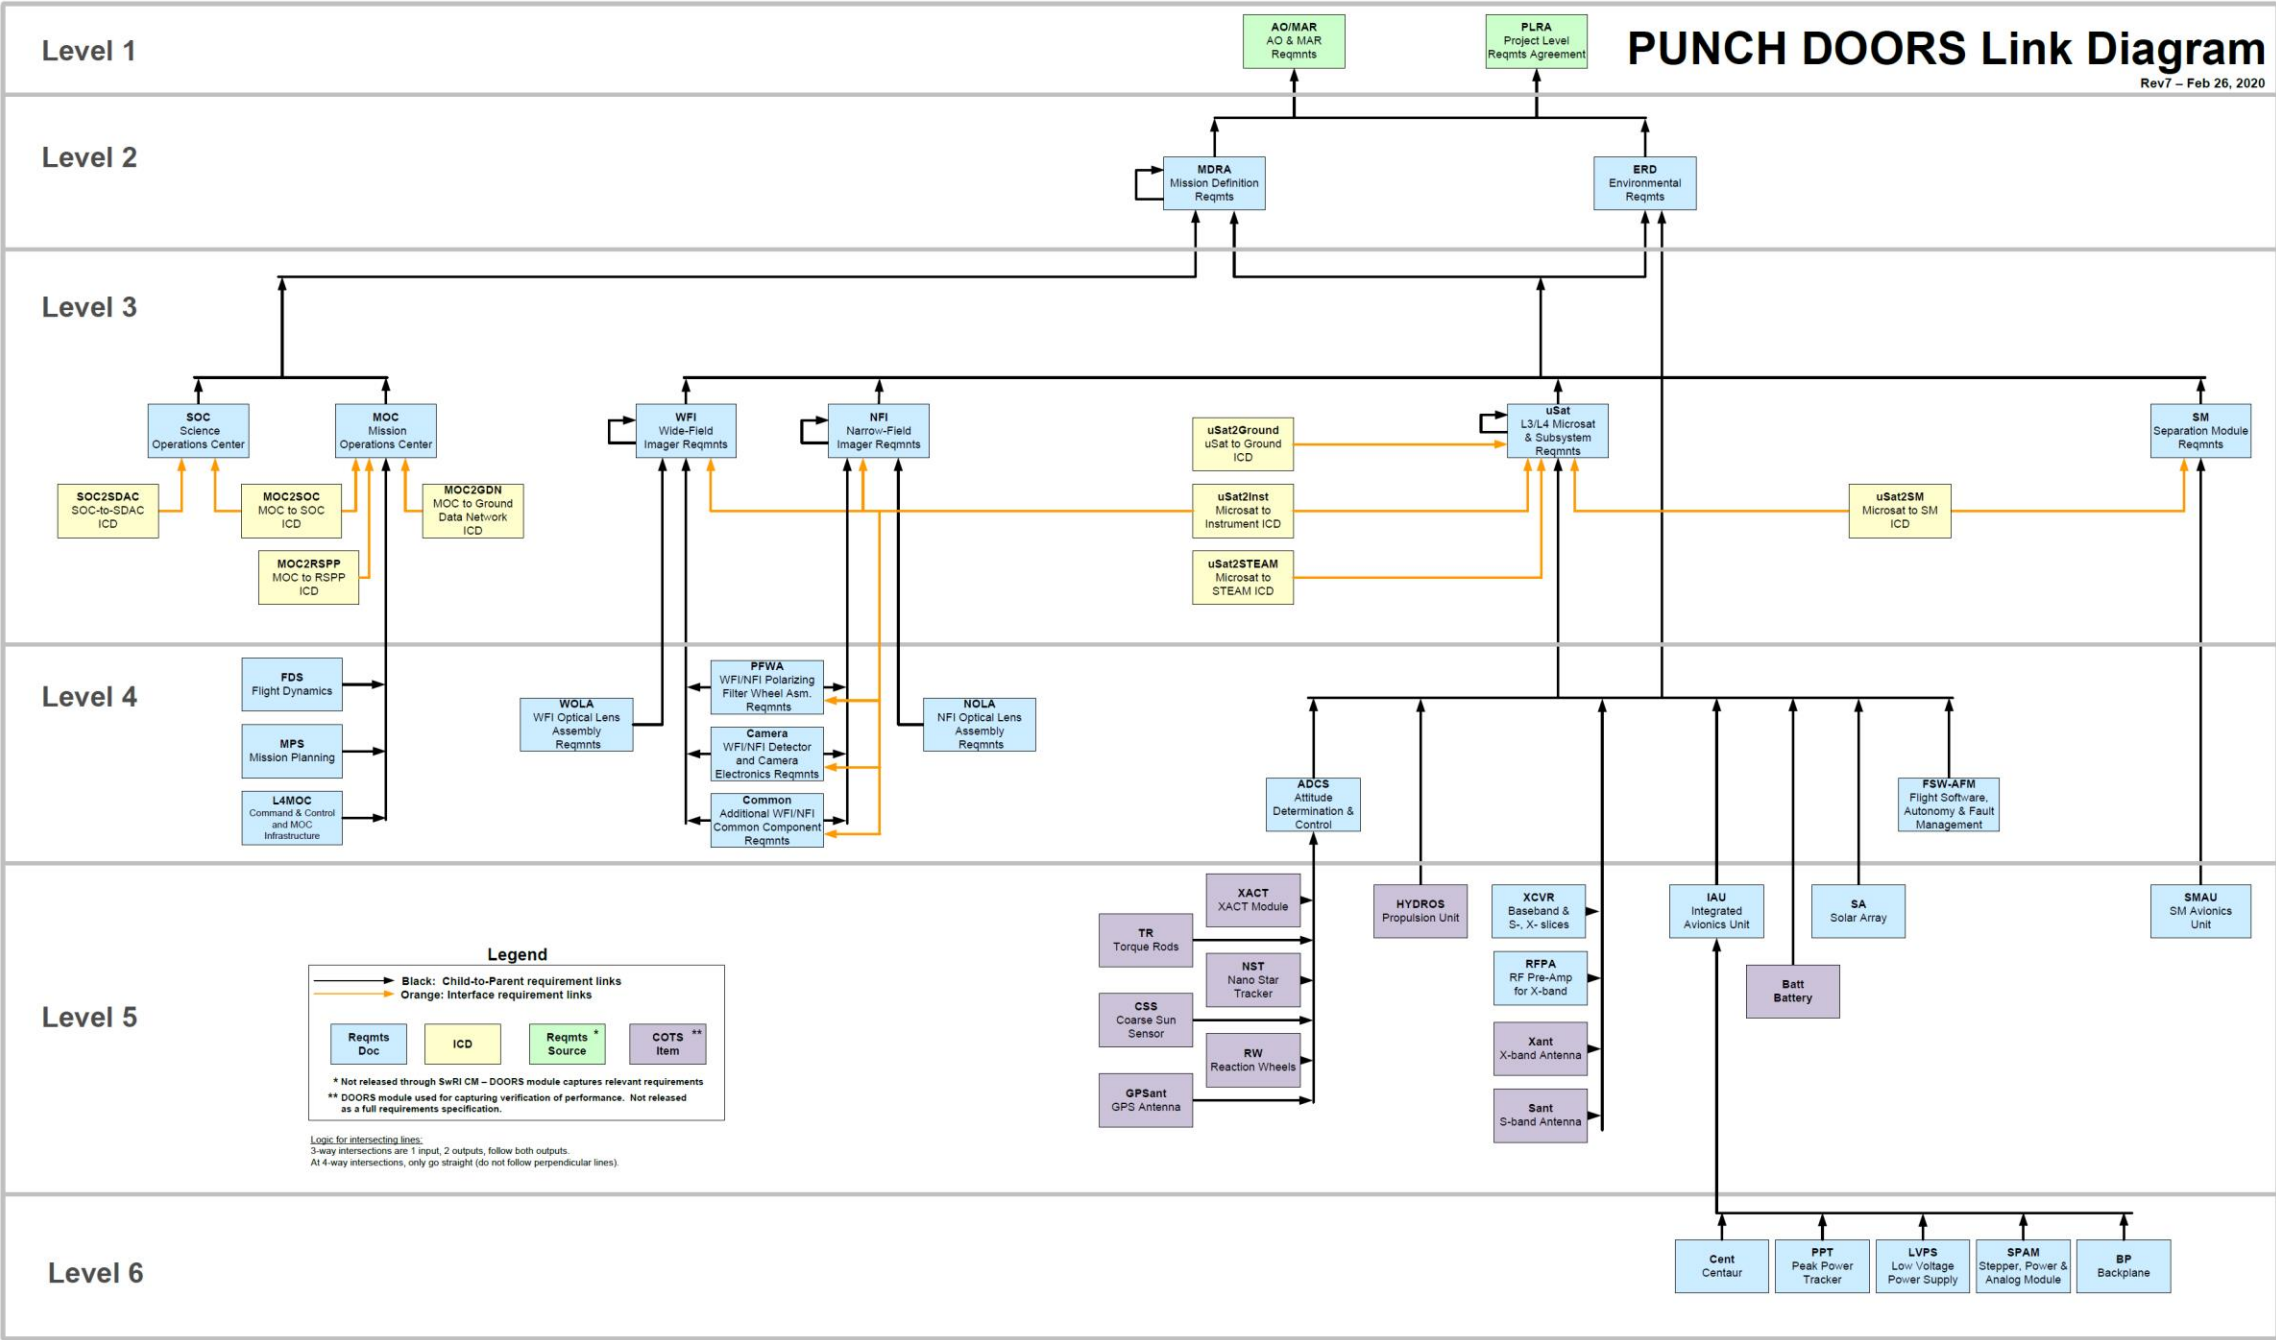 PUNCH DOORS Link Diagram
Rev7 – Feb 26, 2020
Level 1
AO/MAR
AO & MAR
Reqmnts
PLRA
Project Level
Reqmts Agreement
Level 2
MDRA
Mission Definition
Reqmts
ERD
Environmental
Reqmts
Level 3
SOC
Science
Operations Center
MOC
Mission
Operations Center
WFI
Wide-Field
Imager Reqmnts
NFI
Narrow-Field
Imager Reqmnts
uSat2Ground
uSat to Ground
ICD
uSat
L3/L4 Microsat
& Subsystem
Reqmnts
SM
Separation Module
Reqmnts
SOC2SDAC
SOC-to-SDAC
ICD
MOC2SOC
MOC to SOC
ICD
MOC2GDN
MOC to Ground
Data Network
ICD
uSat2Inst
Microsat to
Instrument ICD
uSat2SM
Microsat to SM
ICD
MOC2RSPP
MOC to RSPP
ICD
uSat2STEAM
Microsat to
STEAM ICD
Level 4
FDS
Flight Dynamics
MPS
Mission Planning
L4MOC
Command & Control
and MOC
Infrastructure
WOLA
WFI Optical Lens
Assembly
Reqmnts
PFWA
WFI/NFI Polarizing
Filter Wheel Asm.
Reqmnts
Camera
WFI/NFI Detector
and Camera
Electronics Reqmnts
Common
Additional WFI/NFI
Common Component
Reqmnts
NOLA
NFI Optical Lens
Assembly
Reqmnts
ADCS
Attitude
Determination &
Control
FSW-AFM
Flight Software,
Autonomy & Fault
Management
Level 5
XACT
XACT Module
TR
Torque Rods
NST
Nano Star
Tracker
CSS
Coarse Sun
Sensor
RW
Reaction Wheels
GPSant
GPS Antenna
HYDROS
Propulsion Unit
XCVR
Baseband &
S-, X- slices
RFPA
RF Pre-Amp
for X-band
Xant
X-band Antenna
Sant
S-band Antenna
IAU
Integrated
Avionics Unit
Batt
Battery
SA
Solar Array
SMAU
SM Avionics
Unit
Legend
Black: Child-to-Parent requirement links
Orange: Interface requirement links
Reqmts
Doc
ICD
Reqmts *
Source
COTS **
Item
* Not released through SwRI CM – DOORS module captures relevant requirements
** DOORS module used for capturing verification of performance. Not released
as a full requirements specification.
Logic for intersecting lines:
3-way intersections are 1 input, 2 outputs, follow both outputs.
At 4-way intersections, only go straight (do not follow perpendicular lines).
Level 6
Cent
Centaur
PPT
Peak Power
Tracker
LVPS
Low Voltage
Power Supply
SPAM
Stepper, Power &
Analog Module
BP
Backplane